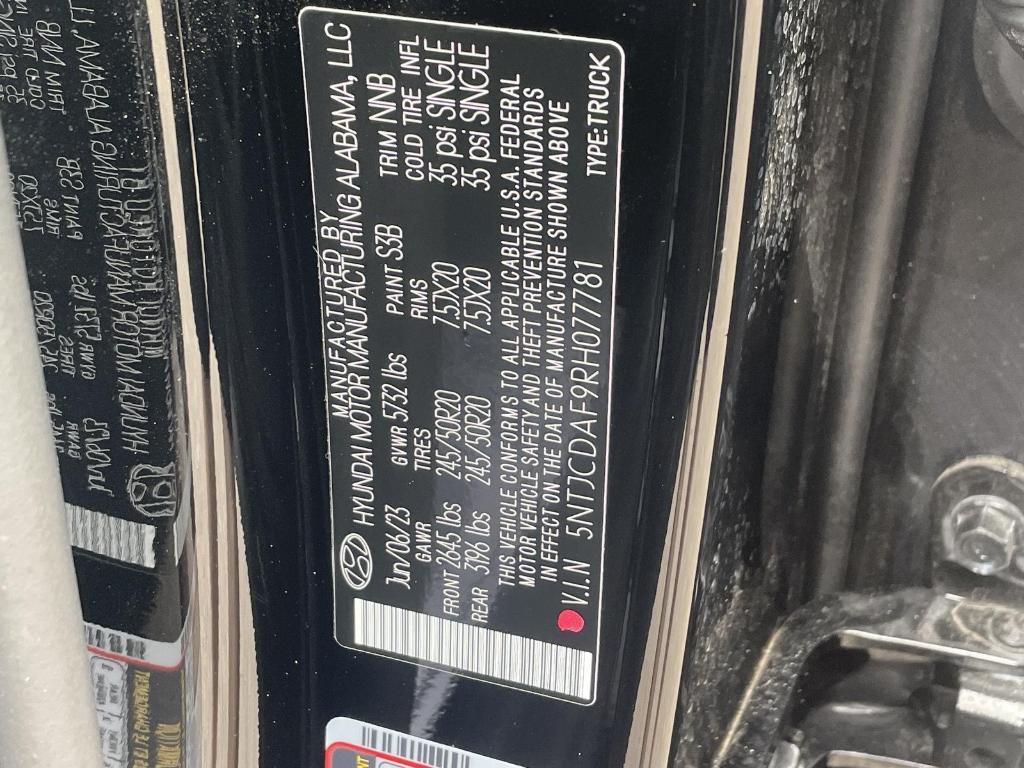 MANUFACTURED BY
HYUNDAI MOTOR MANUFACTURING ALABAMA, LLC
Jun/06/23 GVWR 5732 lbs PAINT S3B TRIM NNB
GAWR TIRES RIMS COLD TIRE INFL
FRONT 2645 lbs 245/50R20 7.5JX20 35 psi SINGLE
REAR 3196 lbs 245/50R20 7.5JX20 35 psi SINGLE
THIS VEHICLE CONFORMS TO ALL APPLICABLE U.S.A. FEDERAL
MOTOR VEHICLE SAFETY AND THEFT PREVENTION STANDARDS
IN EFFECT ON THE DATE OF MANUFACTURE SHOWN ABOVE
V.I.N 5NTJCDAF9RH077781 TYPE:TRUCK